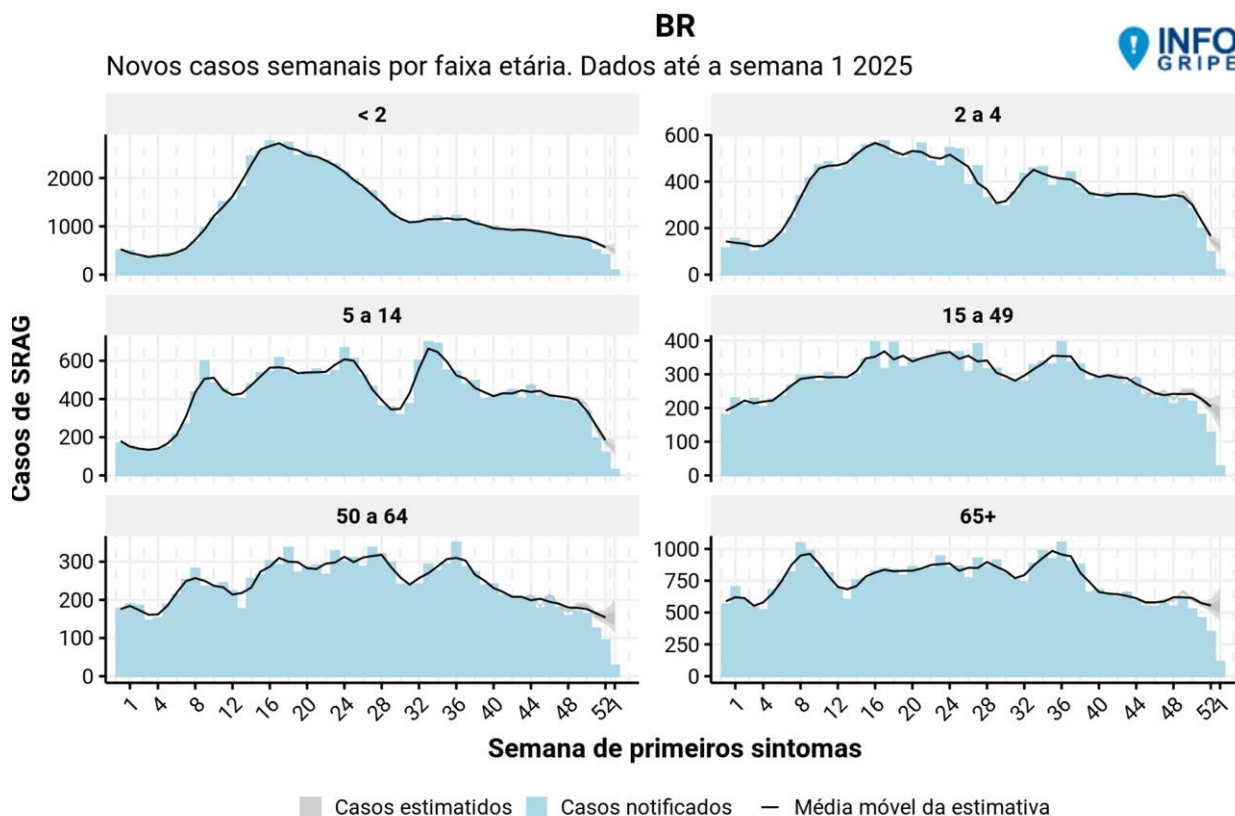 BR
INFO
GRIPE
Novos casos semanais por faixa etária. Dados até a semana 1 2025
< 2
2000
1000
0
2 a 4
600
400
200
0
5 a 14
600
400
200
0
15 a 49
400
300
200
100
0
50 a 64
300
200
100
0
65+
1000
750
500
250
0
Casos de SRAG
1 4 8 12 16 20 24 28 32 36 40 44 48 52 1
1 4 8 12 16 20 24 28 32 36 40 44 48 52 1
Semana de primeiros sintomas
Casos estimatidos Casos notificados Média móvel da estimativa